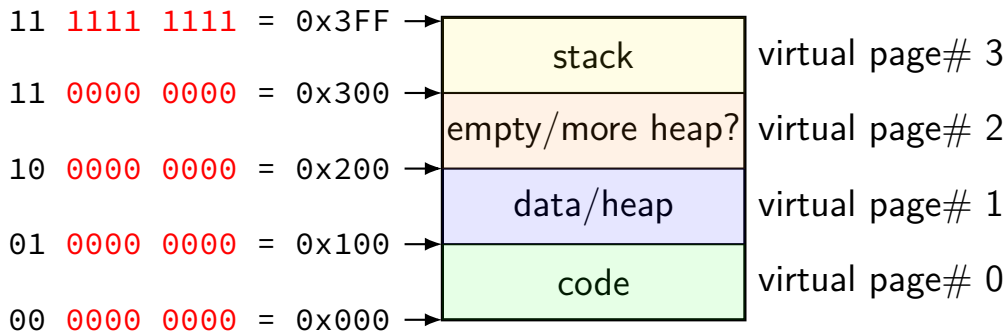 11 1111 1111 = 0x3FF
stack
virtual page# 3
11 0000 0000 = 0x300
empty/more heap?
virtual page# 2
10 0000 0000 = 0x200
data/heap
virtual page# 1
01 0000 0000 = 0x100
code
virtual page# 0
00 0000 0000 = 0x000